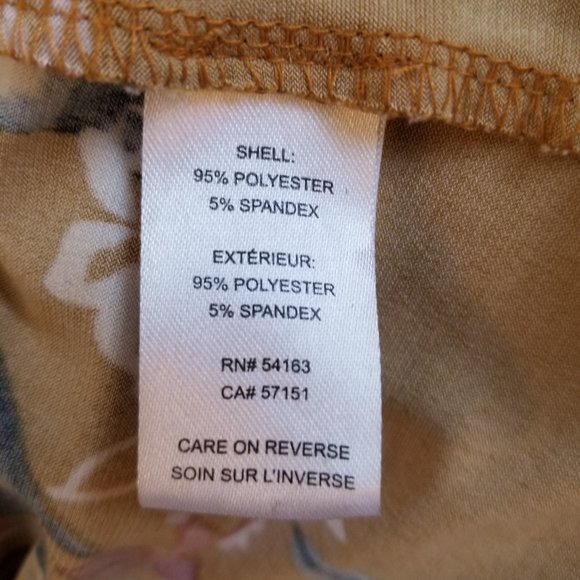 SHELL:
95% POLYESTER
5% SPANDEX
EXTÉRIEUR:
95% POLYESTER
5% SPANDEX
RN# 54163
CA# 57151
CARE ON REVERSE
SOIN SUR L'INVERSE